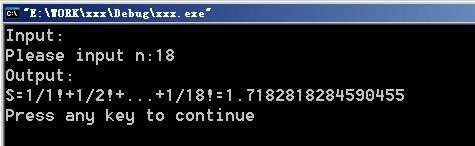 "E:\WORK\xxx\Debug\xxx.exe"
Input:
Please input n:18
Output:
S=1/1!+1/2!+...+1/18!=1.7182818284590455
Press any key to continue